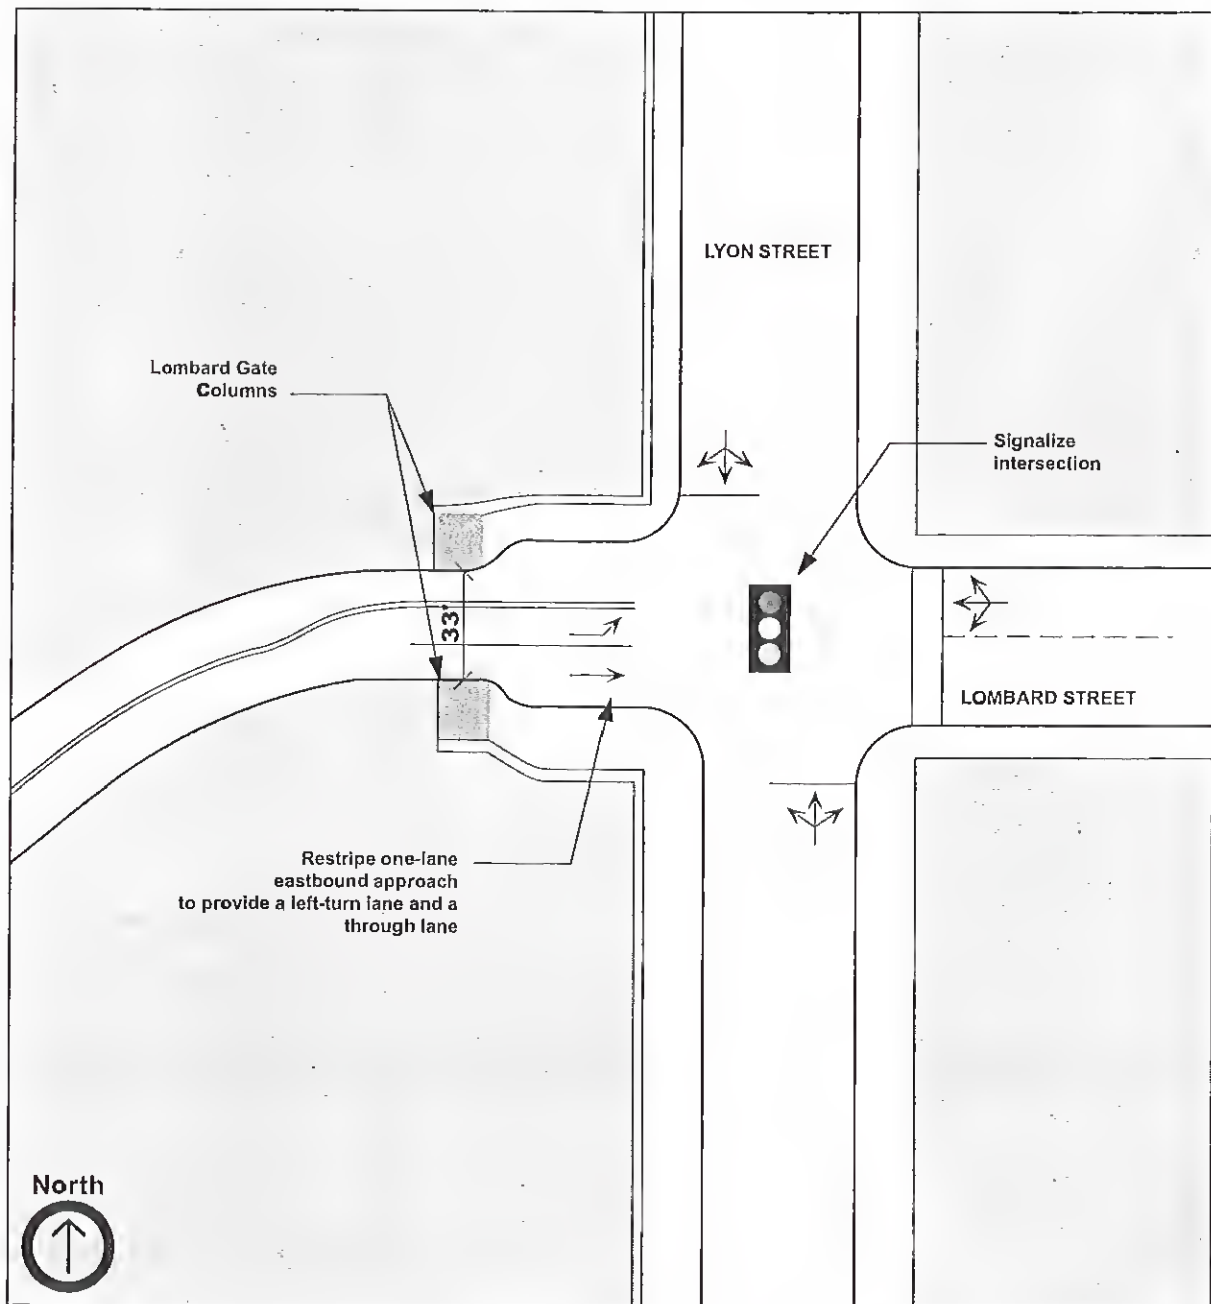 LYON STREET
Lombard Gate
Columns
Signalize
intersection
33'
LOMBARD STREET
Restripe one-lane
eastbound approach
to provide a left-turn lane and a
through lane
North